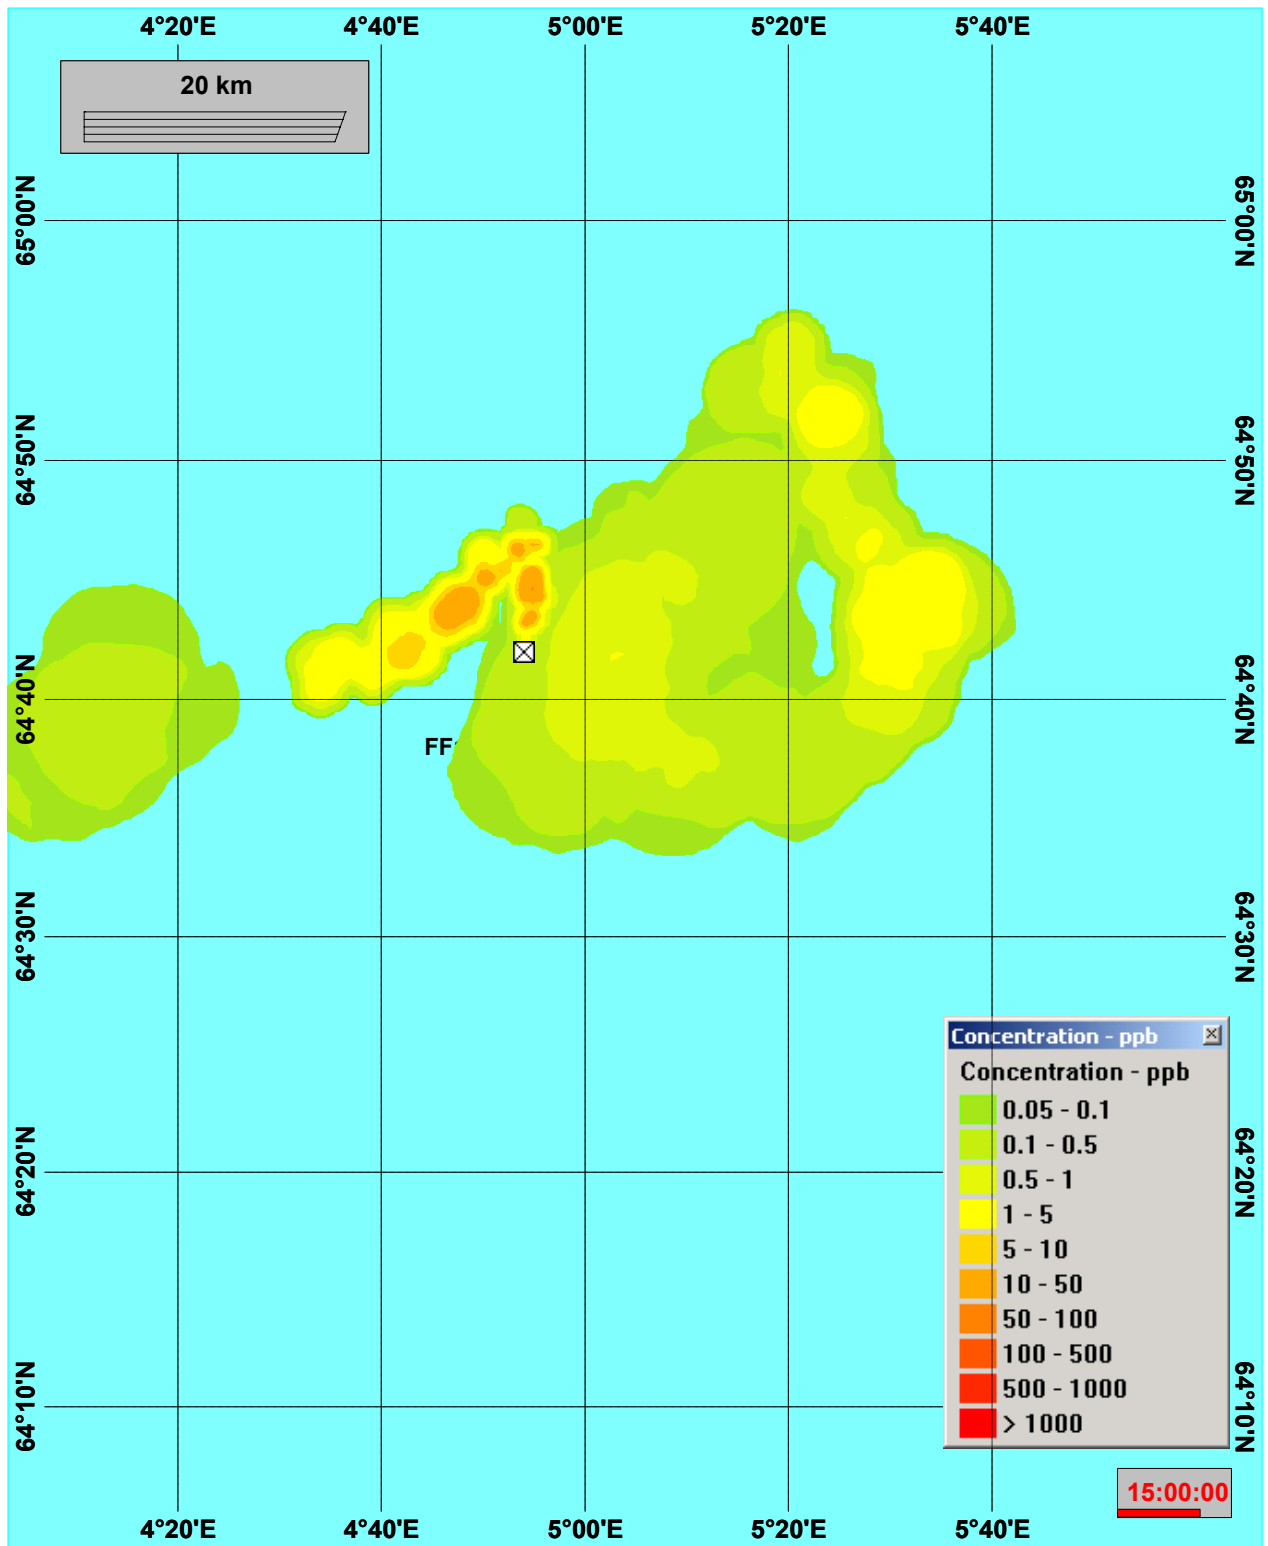 4°20'E 4°40'E 5°00'E 5°20'E 5°40'E
20 km
65°00'N 65°00'N
64°50'N 64°50'N
64°40'N 64°40'N
FF
64°30'N 64°30'N
Concentration - ppb
Concentration - ppb
0.05 - 0.1
0.1 - 0.5
64°20'N 64°20'N
0.5 - 1
1 - 5
5 - 10
10 - 50
50 - 100
100 - 500
64°10'N 64°10'N
500 - 1000
> 1000
15:00:00
4°20'E 4°40'E 5°00'E 5°20'E 5°40'E